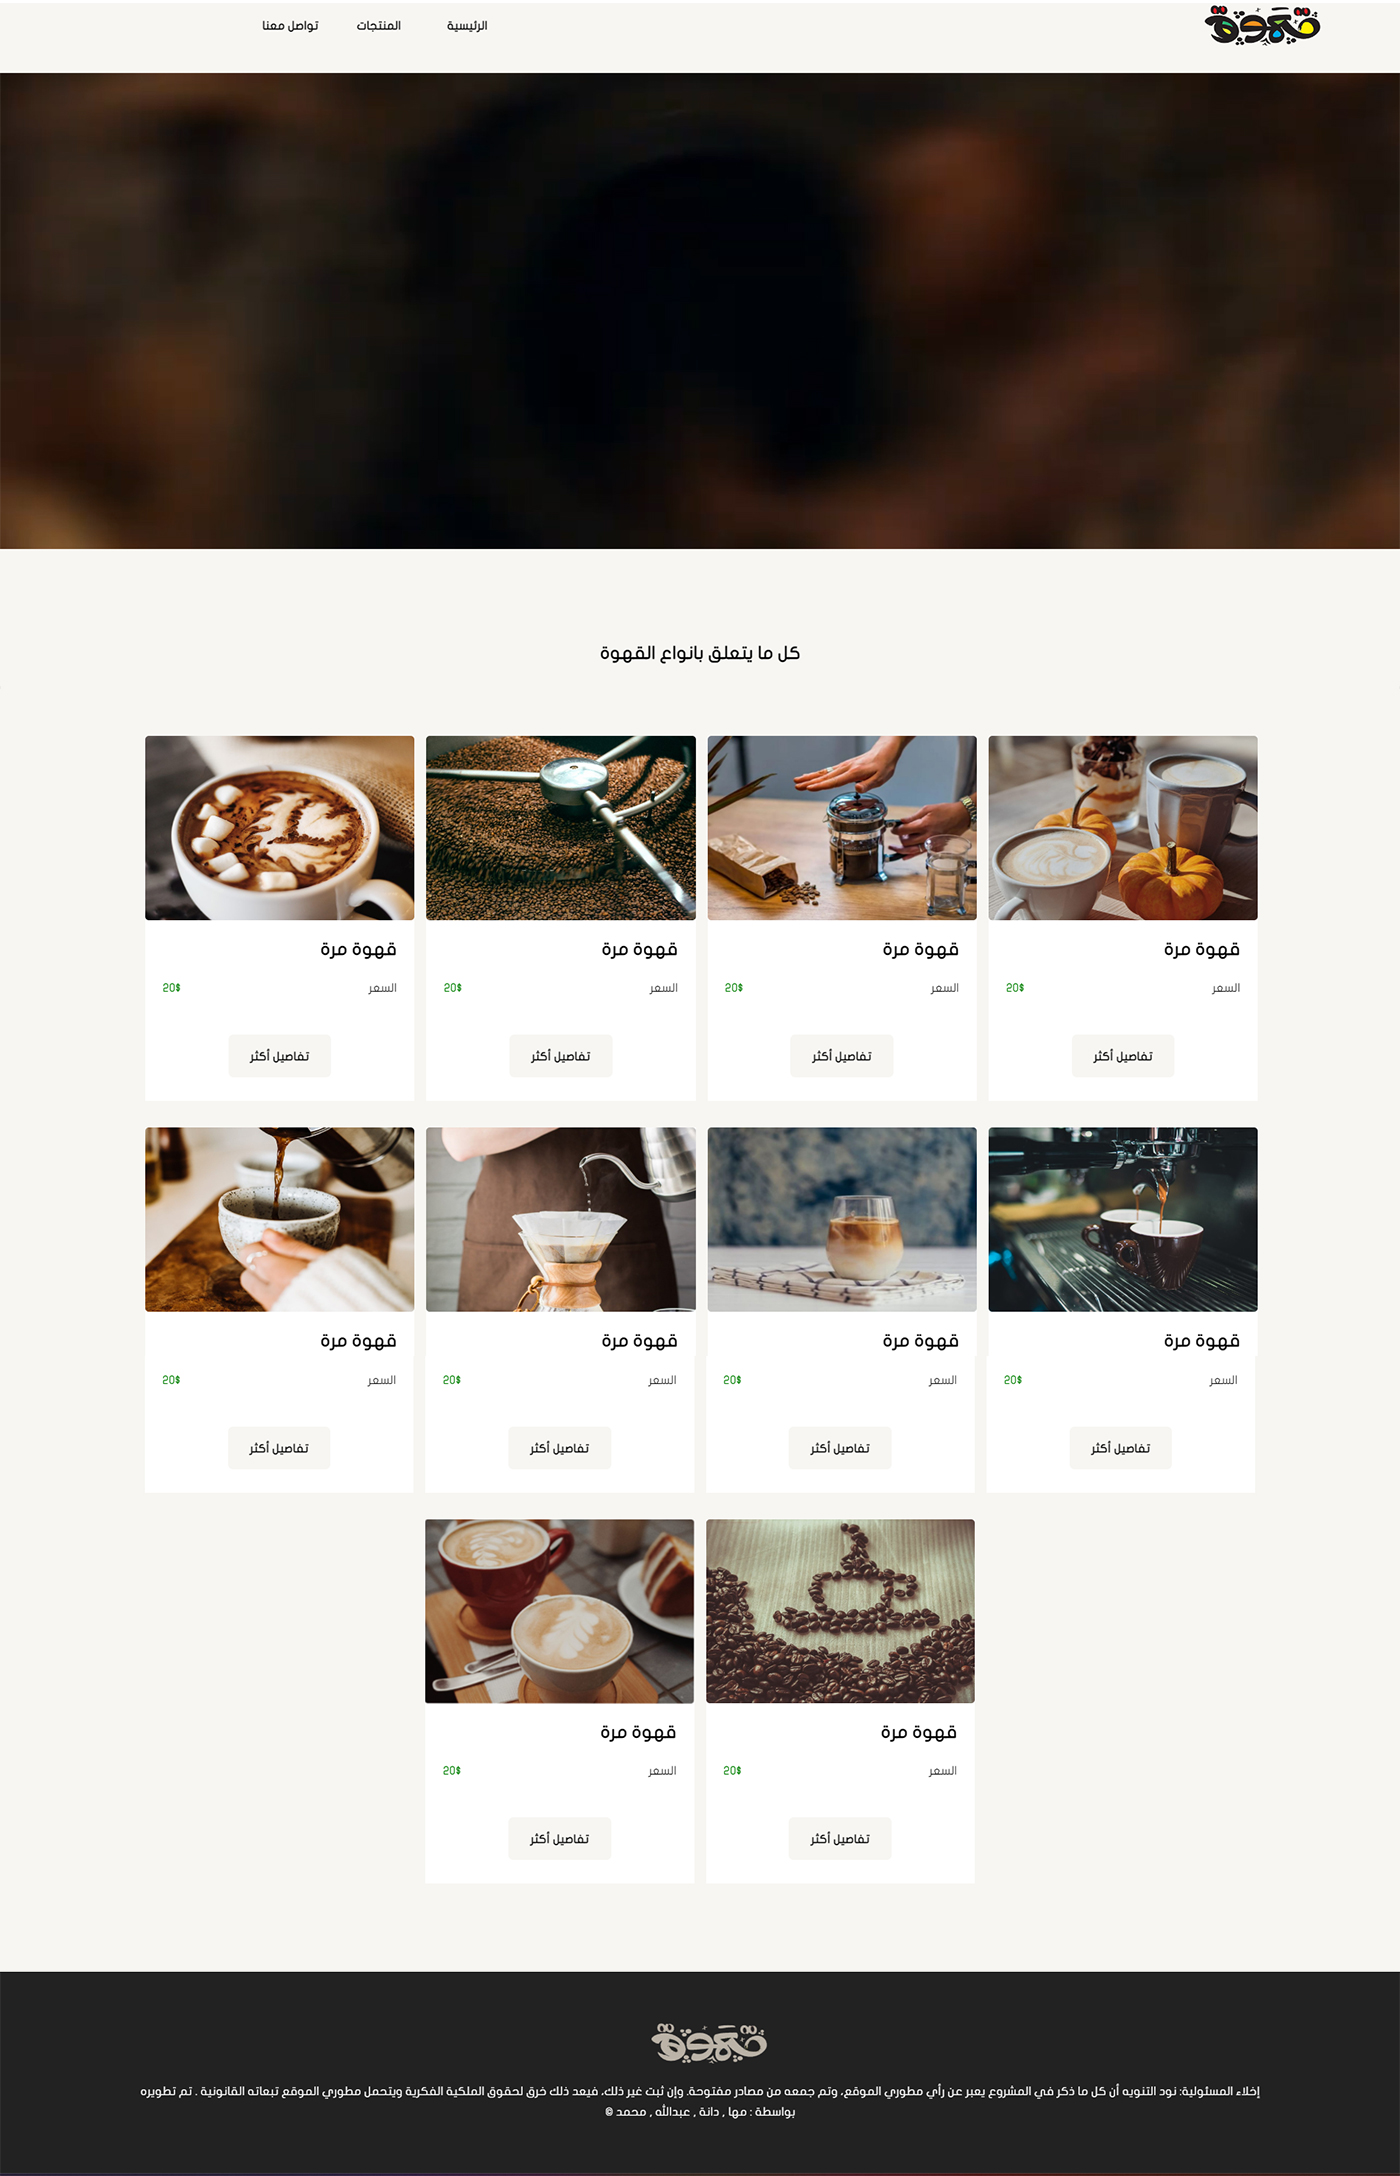 قهوة
الرئيسية
المنتجات
تواصل معنا
كل ما يتعلق بانواع القهوة
قهوة مرة
السعر
20$
تفاصيل أكثر
قهوة مرة
السعر
20$
تفاصيل أكثر
قهوة مرة
السعر
20$
تفاصيل أكثر
قهوة مرة
السعر
20$
تفاصيل أكثر
قهوة مرة
السعر
20$
تفاصيل أكثر
قهوة مرة
السعر
20$
تفاصيل أكثر
قهوة مرة
السعر
20$
تفاصيل أكثر
قهوة مرة
السعر
20$
تفاصيل أكثر
قهوة مرة
السعر
20$
تفاصيل أكثر
قهوة مرة
السعر
20$
تفاصيل أكثر
قهوة
إخلاء المسئولية: نود التنويه أن كل ما ذكر في المشروع يعبر عن رأي مطوري الموقع، وتم جمعه من مصادر مفتوحة. وإن ثبت غير ذلك، فيعد ذلك خرق لحقوق الملكية الفكرية ويتحمل مطوري الموقع تبعاته القانونية . تم تطويره
بواسطة : مها , دانة , عبدالله , محمد ©